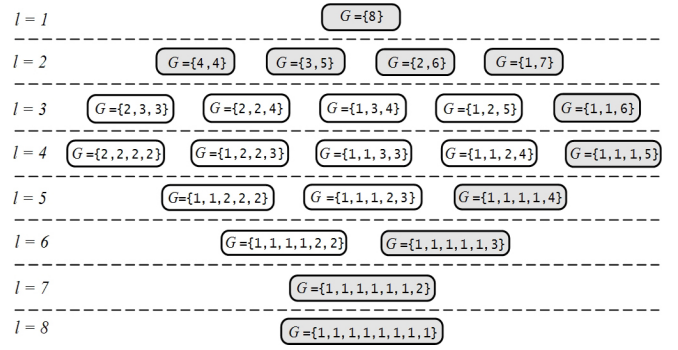 l = 1 G={8}
l = 2 G={4,4} G={3,5} G={2,6} G={1,7}
l = 3 G={2,3,3} G={2,2,4} G={1,3,4} G={1,2,5} G={1,1,6}
l = 4 G={2,2,2,2} G={1,2,2,3} G={1,1,3,3} G={1,1,2,4} G={1,1,1,5}
l = 5 G={1,1,2,2,2} G={1,1,1,2,3} G={1,1,1,1,4}
l = 6 G={1,1,1,1,2,2} G={1,1,1,1,1,3}
l = 7 G={1,1,1,1,1,1,2}
l = 8 G={1,1,1,1,1,1,1,1}